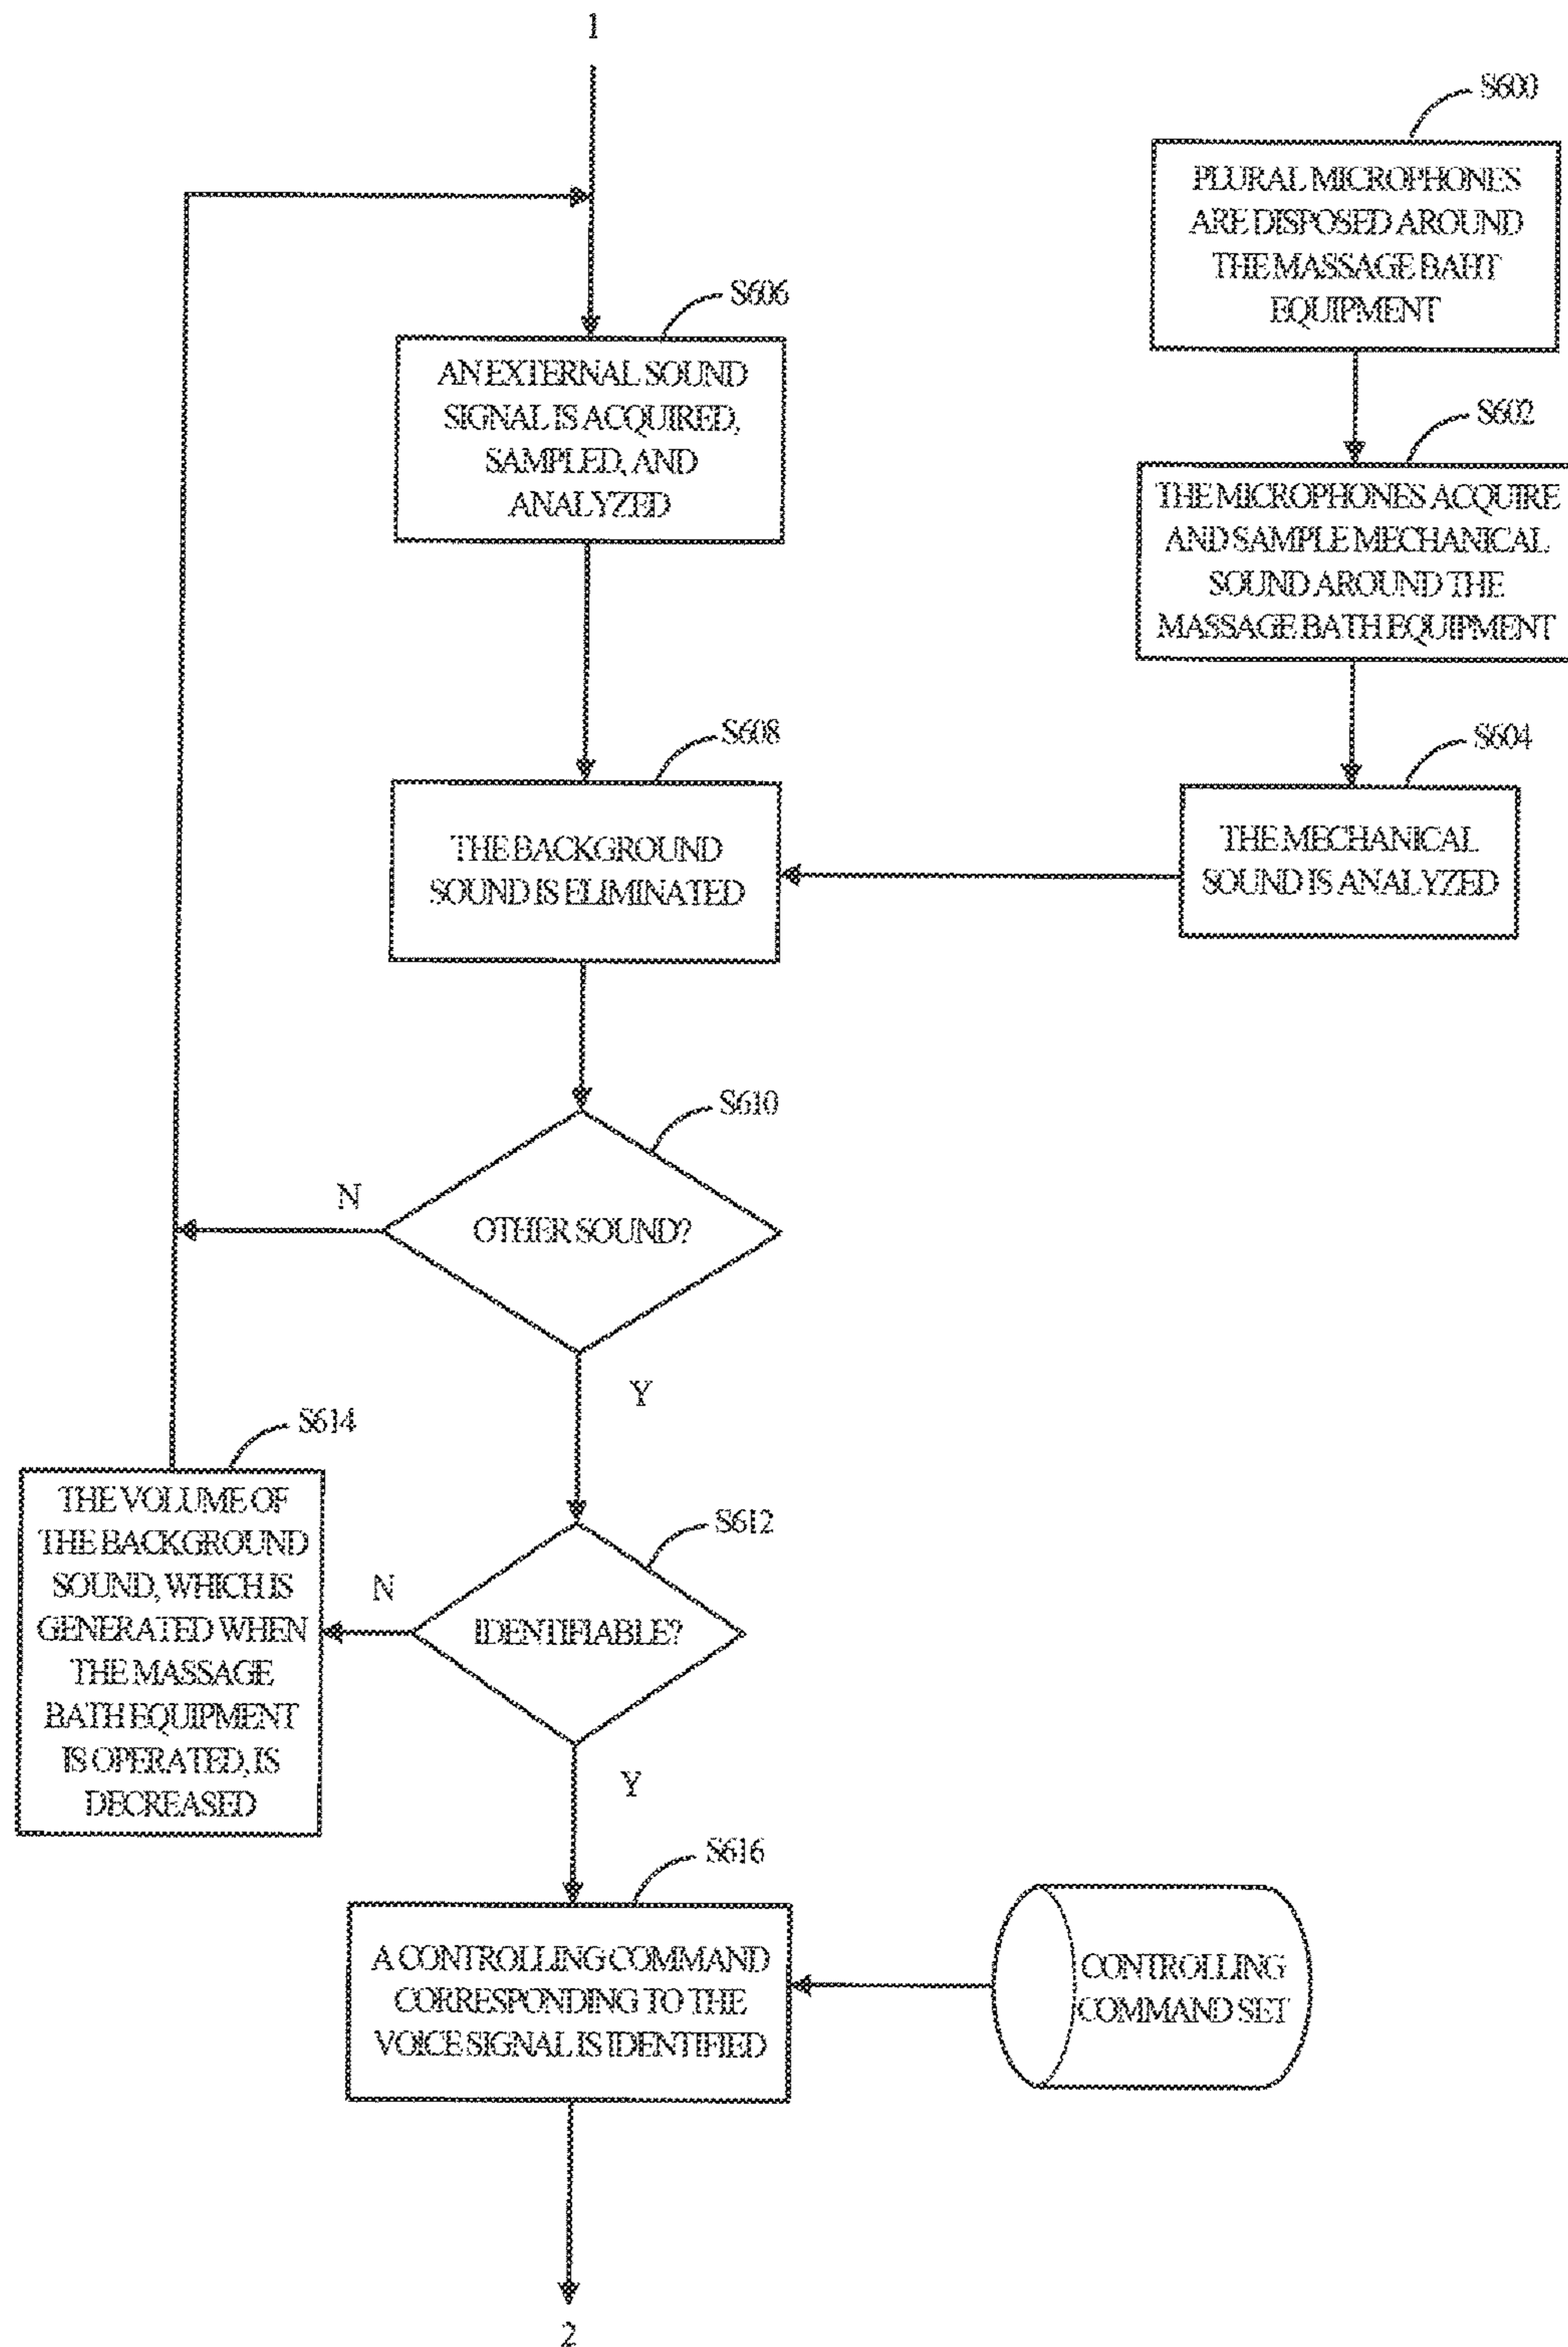 1
S600
PLURAL MICROPHONES
ARE DISPOSED AROUND
THE MASSAGE BAHT
EQUIPMENT
S606
AN EXTERNAL SOUND
SIGNAL IS ACQUIRED,
SAMPLED, AND
ANALYZED
S602
THE MICROPHONES ACQUIRE
AND SAMPLE MECHANICAL
SOUND AROUND THE
MASSAGE BATH EQUIPMENT
S608
THE BACKGROUND
SOUND IS ELIMINATED
S604
THE MECHANICAL
SOUND IS ANALYZED
S610
OTHER SOUND?
N
Y
S614
THE VOLUME OF
THE BACKGROUND
SOUND, WHICH IS
GENERATED WHEN
THE MASSAGE
BATH EQUIPMENT
IS OPERATED, IS
DECREASED
S612
IDENTIFIABLE?
N
Y
S616
A CONTROLLING COMMAND
CORRESPONDING TO THE
VOICE SIGNAL IS IDENTIFIED
CONTROLLING
COMMAND SET
2